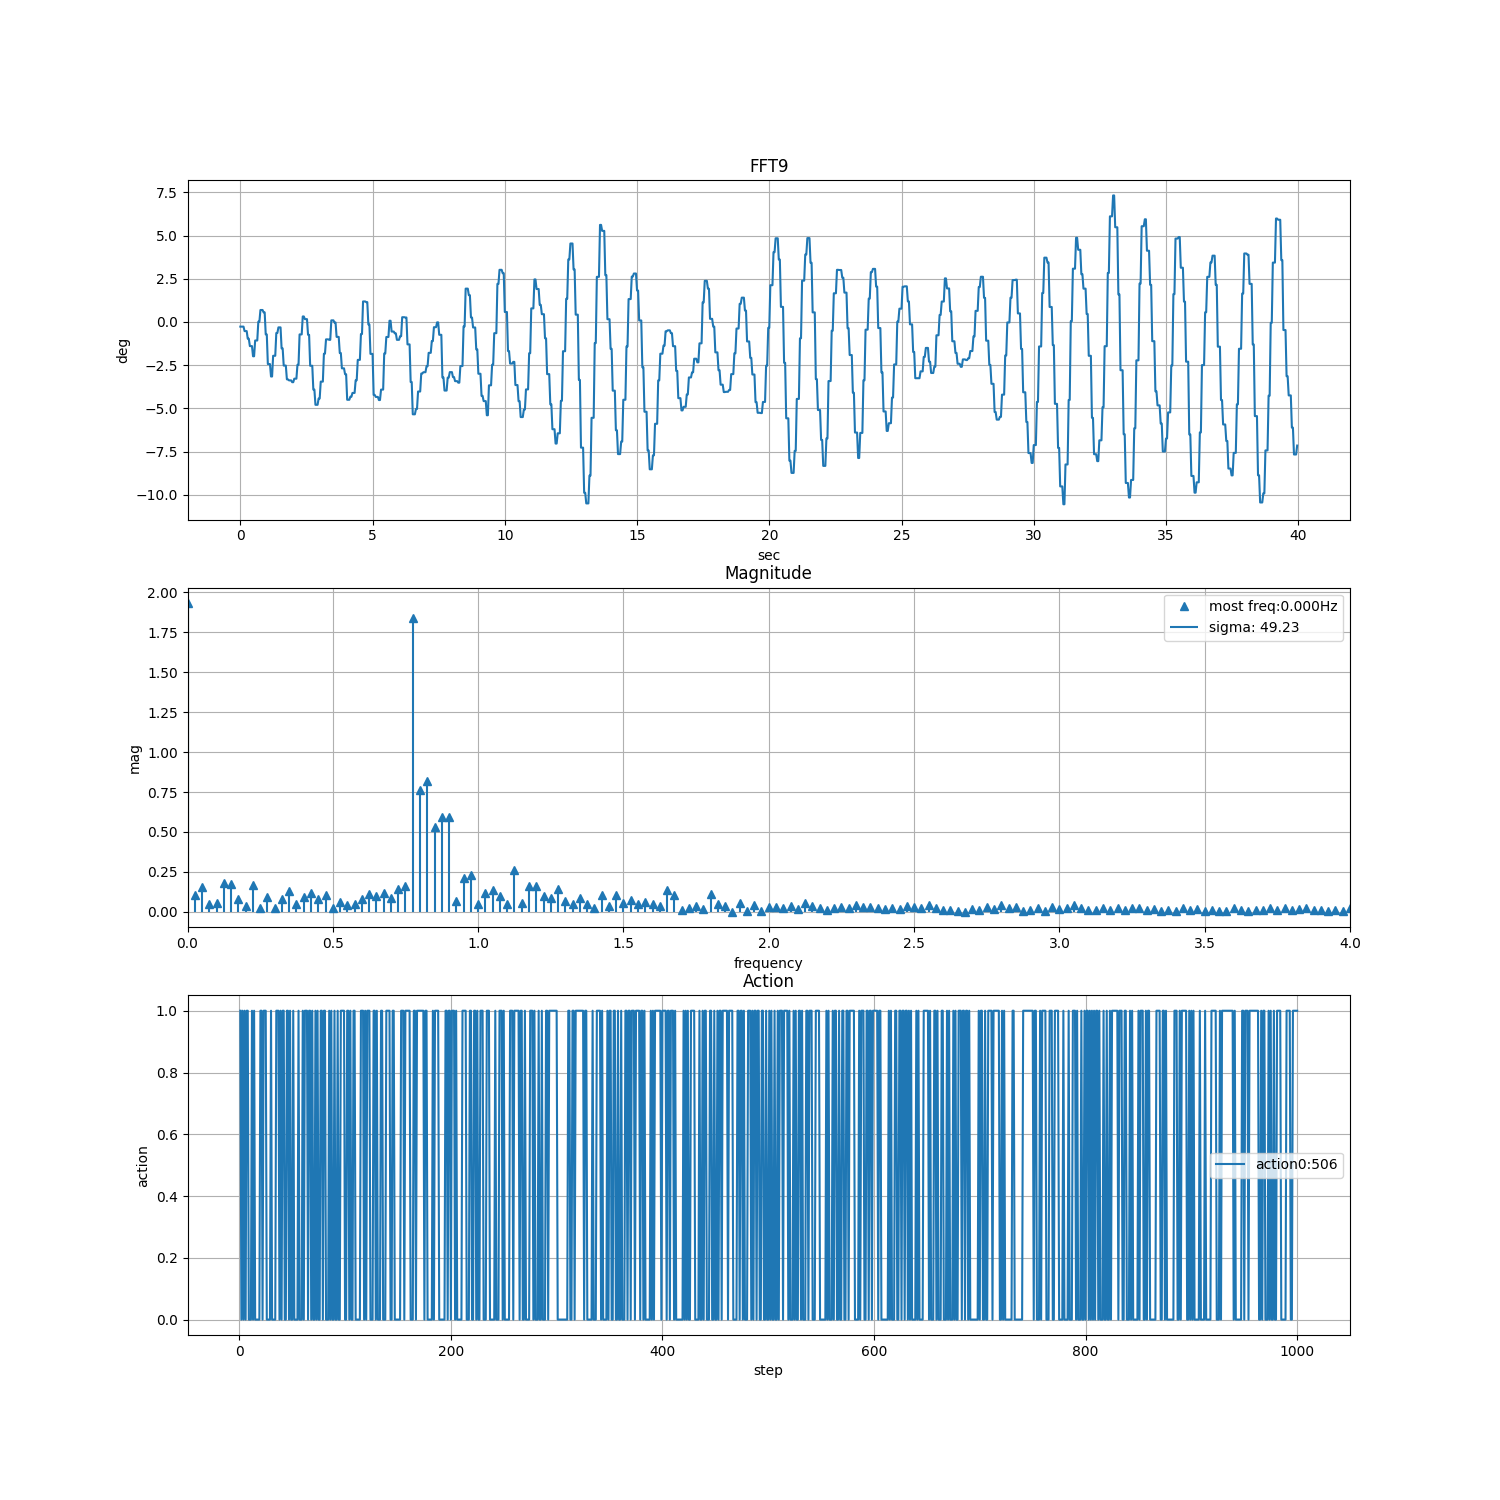 FFT9
7.5
5.0
2.5
0.0
−2.5
−5.0
−7.5
−10.0
deg
0 5 10 15 20 25 30 35 40
sec
Magnitude
2.00
1.75
1.50
1.25
1.00
0.75
0.50
0.25
0.00
mag
most freq:0.000Hz
sigma: 49.23
0.0 0.5 1.0 1.5 2.0 2.5 3.0 3.5 4.0
frequency
Action
1.0
0.8
0.6
0.4
0.2
0.0
action
action0:506
0 200 400 600 800 1000
step